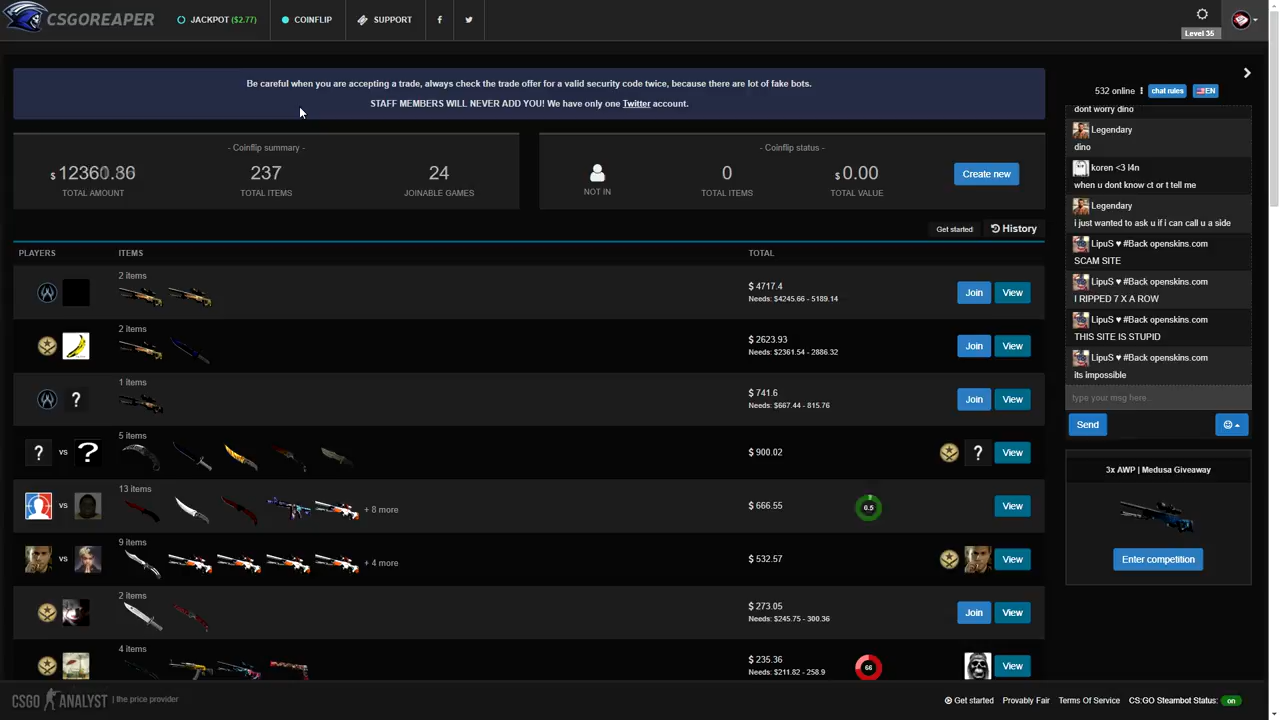 CSGOREAPER
JACKPOT ($2.77)
COINFLIP
SUPPORT
Level 35
Be careful when you are accepting a trade, always check the trade offer for a valid security code twice, because there are lot of fake bots.
STAFF MEMBERS WILL NEVER ADD YOU! We have only one Twitter account.
- Coinflip summary -
TOTAL AMOUNT
237
TOTAL ITEMS
24
JOINABLE GAMES
- Coinflip status -
NOT IN
0
TOTAL ITEMS
$ 0.00
TOTAL VALUE
Create new
Get started
History
PLAYERS
ITEMS
TOTAL
2 items
$ 4717.4
Needs: $4245.66 - 5189.14
Join
View
2 items
$ 2623.93
Needs: $2361.54 - 2886.32
Join
View
1 items
? 
$ 741.6
Needs: $667.44 - 815.76
Join
View
5 items
? vs ?
$ 900.02
?
View
13 items
vs
+ 8 more
$ 666.55
0.5
View
9 items
vs
+ 4 more
$ 532.57
View
2 items
$ 273.05
Needs: $245.75 - 300.36
Join
View
4 items
$ 235.36
Needs: $211.82 - 258.9
66
View
532 online
chat rules
EN
dont worry dino
Legendary
dino
koren <3 l4n
when u dont know ct or t tell me
Legendary
i just wanted to ask u if i can call u a side
LipuS ♥ #Back openskins.com
SCAM SITE
LipuS ♥ #Back openskins.com
I RIPPED 7 X A ROW
LipuS ♥ #Back openskins.com
THIS SITE IS STUPID
LipuS ♥ #Back openskins.com
its impossible
type your msg here..
Send
3x AWP | Medusa Giveaway
Enter competition
CSGO ANALYST | the price provider
Get started
Provably Fair
Terms Of Service
CS:GO Steambot Status: on